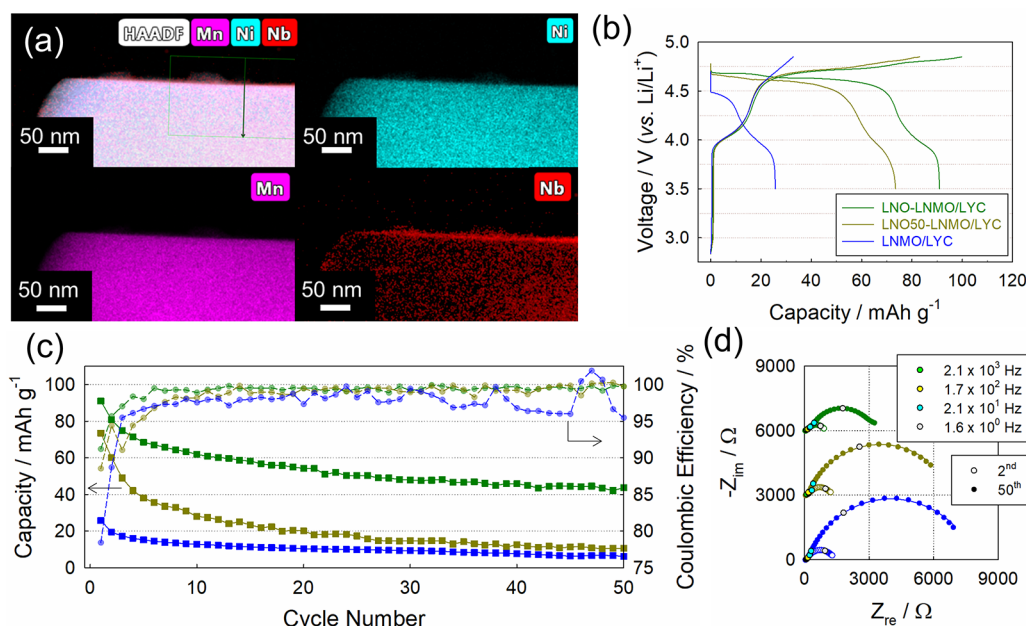 (a)
HAADF Mn Ni Nb
50 nm
Ni
50 nm
Mn
50 nm
Nb
50 nm
(b)
Voltage / V (vs. Li/Li⁺)
5.0
4.5
4.0
3.5
3.0
LNO-LNMO/LYC
LNO50-LNMO/LYC
LNMO/LYC
0 20 40 60 80 100 120
Capacity / mAh g⁻¹
(c)
Capacity / mAh g⁻¹
100
80
60
40
20
0
0 10 20 30 40 50
Cycle Number
100
95
90
85
80
75
Coulombic Efficiency / %
(d)
-Z_im / Ω
9000
6000
3000
0
2.1 x 10³ Hz
1.7 x 10² Hz
2.1 x 10¹ Hz
1.6 x 10⁰ Hz
2ⁿᵈ
50ᵗʰ
0 3000 6000 9000
Z_re / Ω